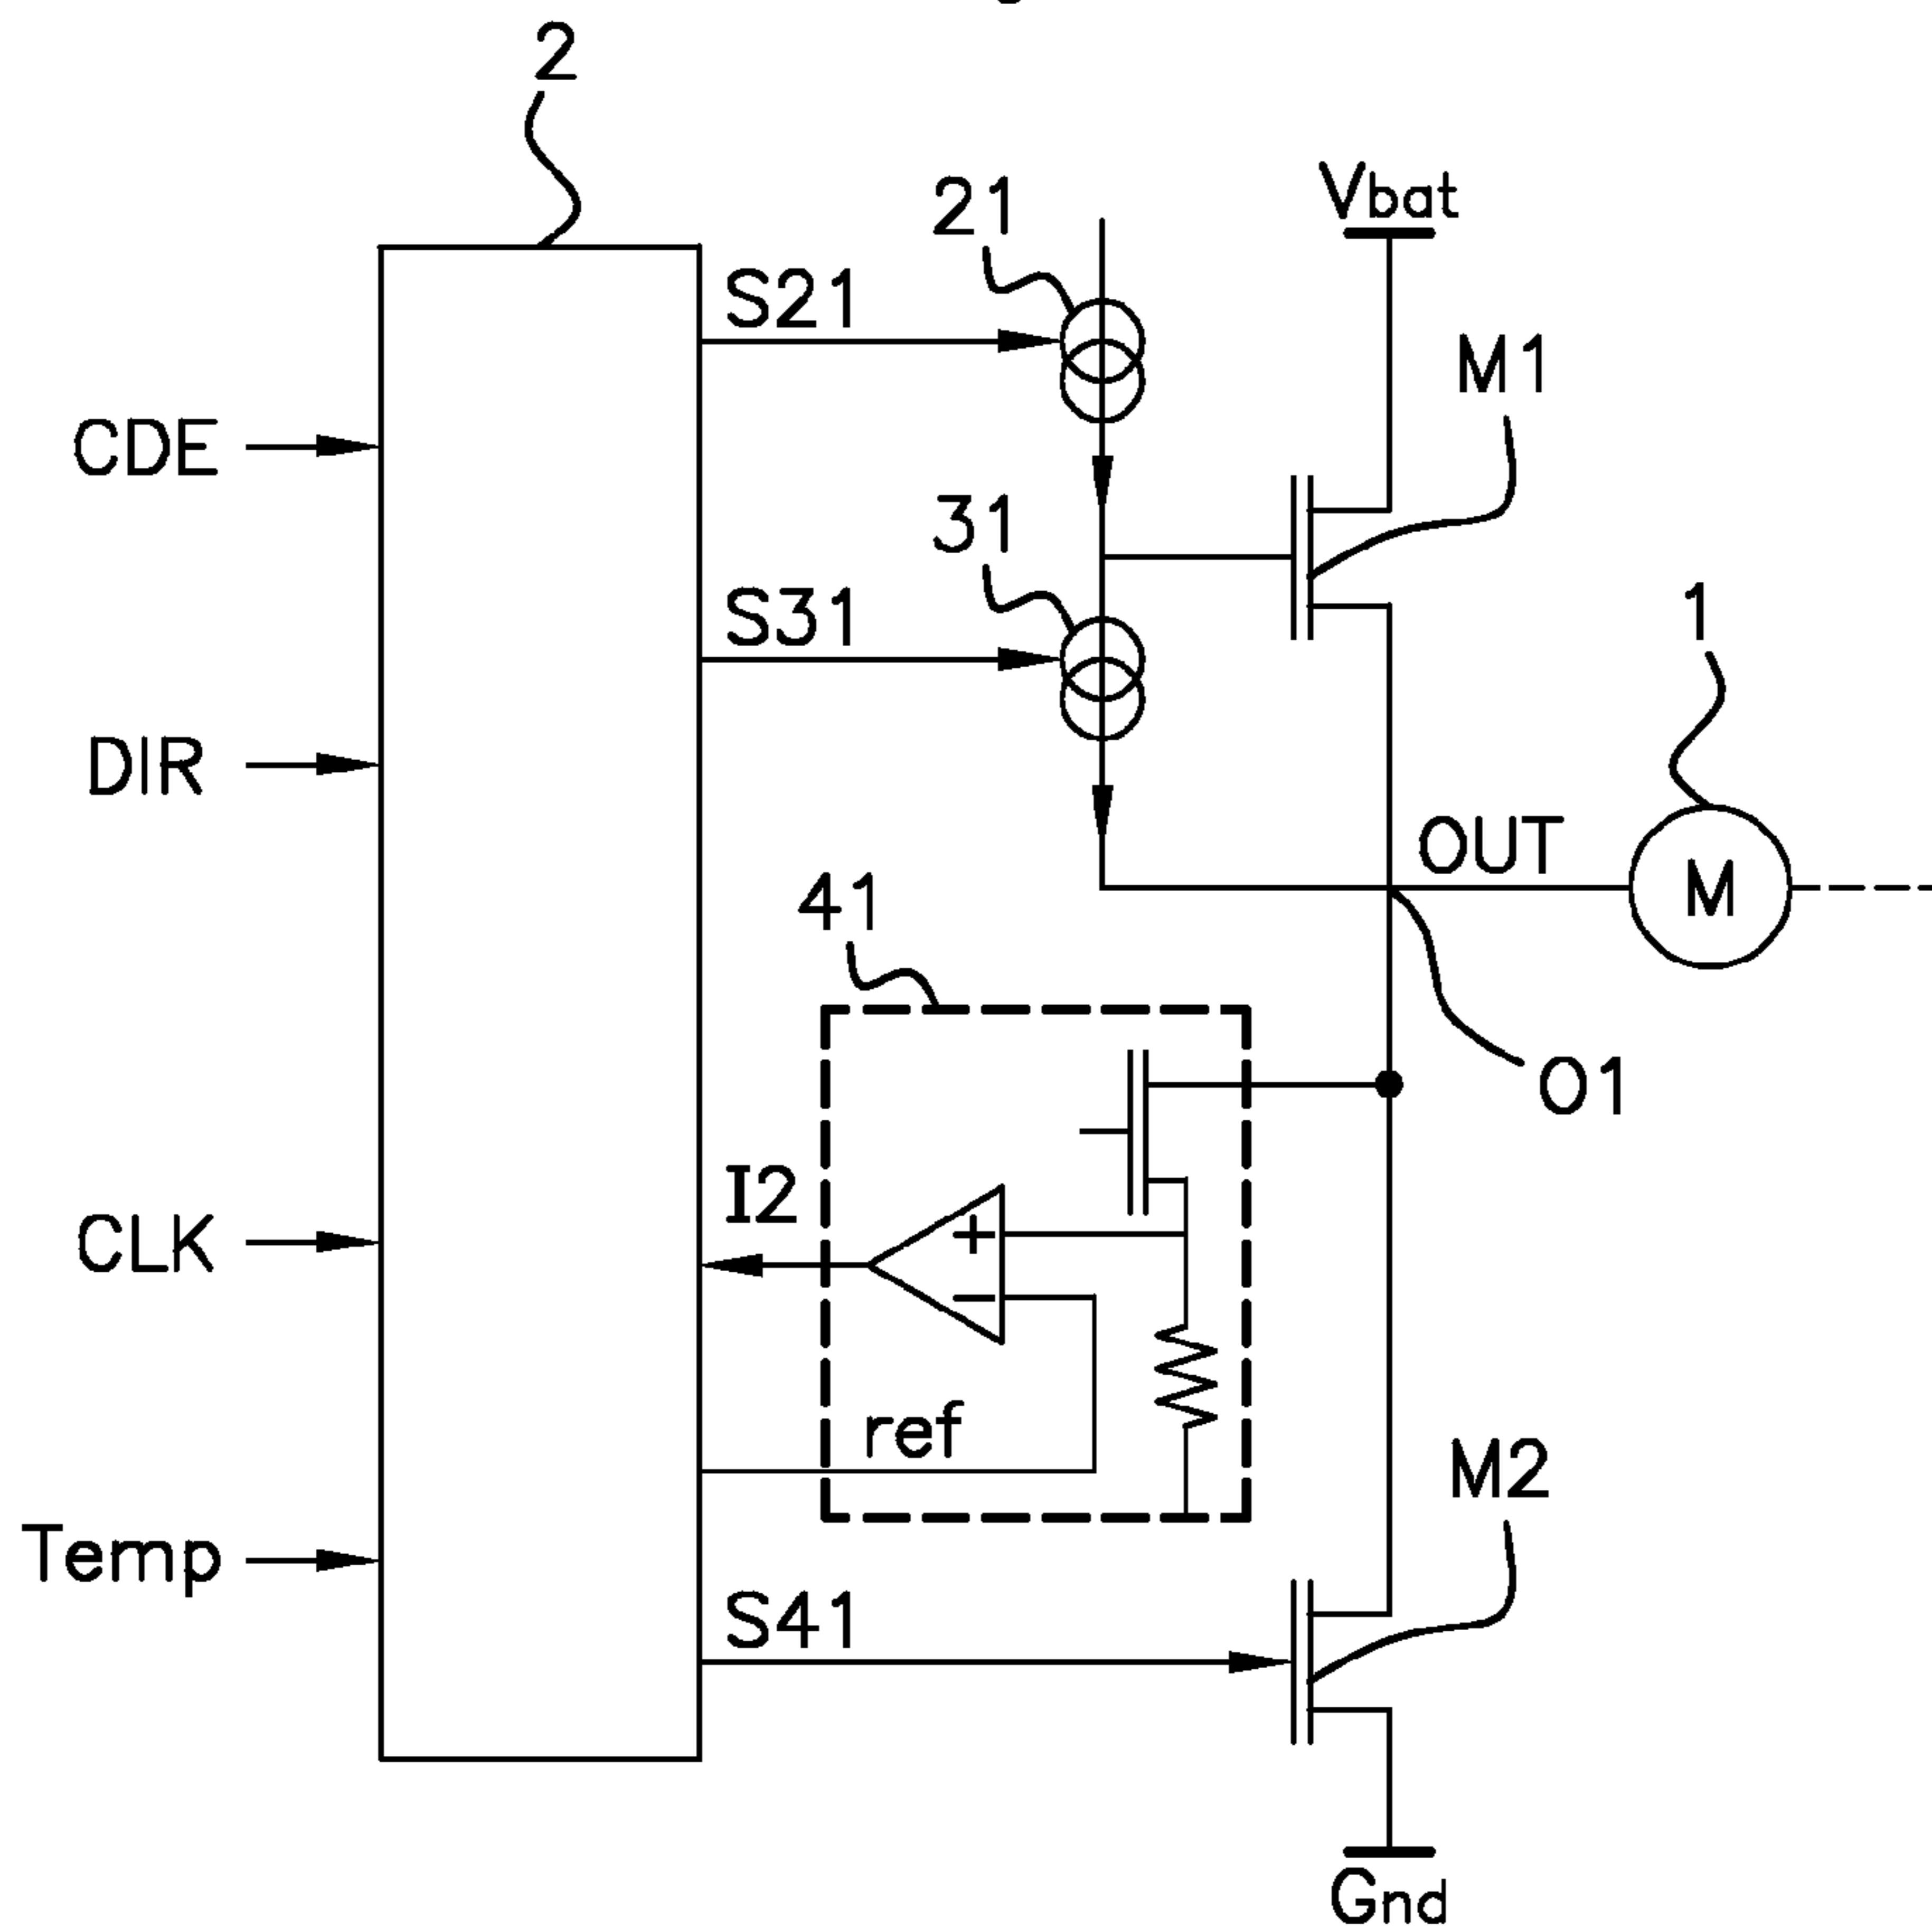 2
21
Vbat
S21
M1
CDE
31
S31
1
DIR
OUT
M
41
O1
I2
+
CLK
−
ref
M2
Temp
S41
Gnd